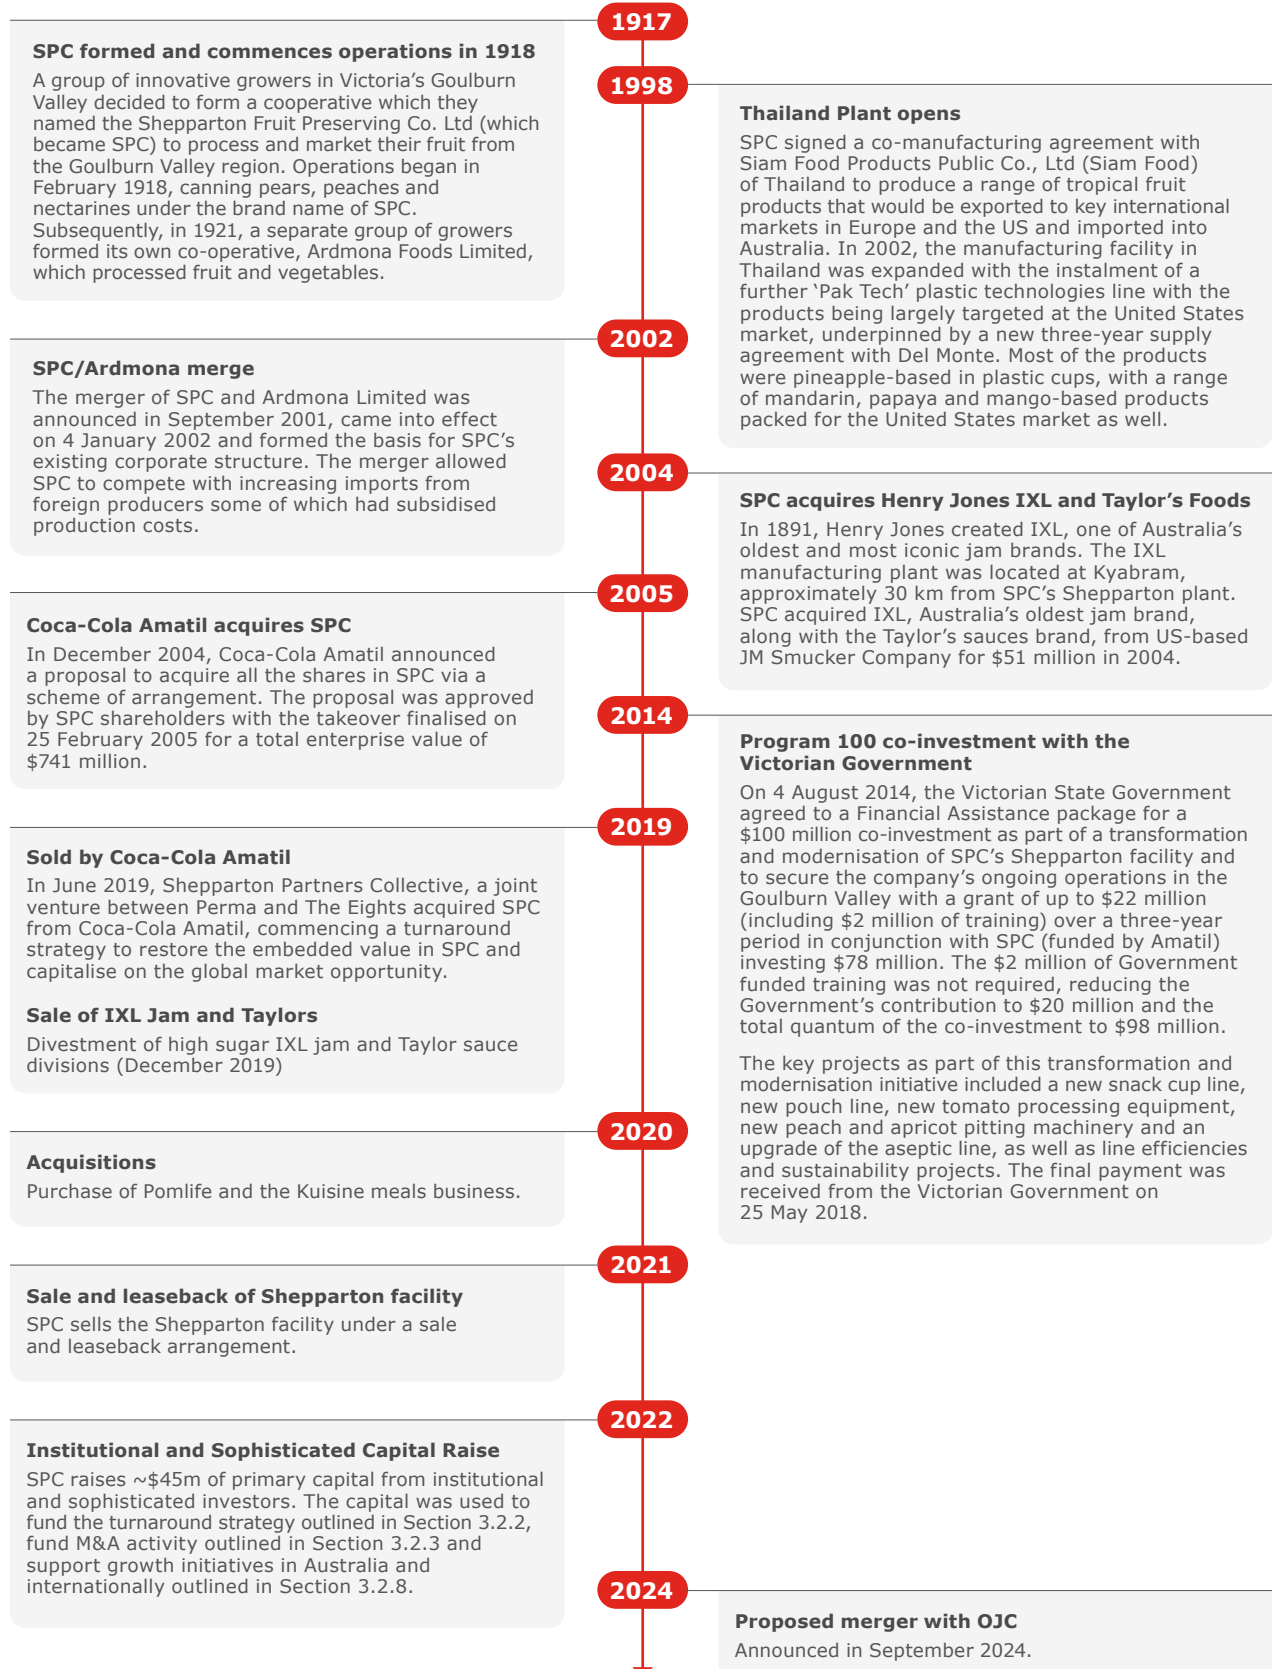 1917
SPC formed and commences operations in 1918
A group of innovative growers in Victoria's Goulburn
Valley decided to form a cooperative which they
named the Shepparton Fruit Preserving Co. Ltd (which
became SPC) to process and market their fruit from
the Goulburn Valley region. Operations began in
February 1918, canning pears, peaches and
nectarines under the brand name of SPC.
Subsequently, in 1921, a separate group of growers
formed its own co-operative, Ardmona Foods Limited,
which processed fruit and vegetables.
1998
Thailand Plant opens
SPC signed a co-manufacturing agreement with
Siam Food Products Public Co., Ltd (Siam Food)
of Thailand to produce a range of tropical fruit
products that would be exported to key international
markets in Europe and the US and imported into
Australia. In 2002, the manufacturing facility in
Thailand was expanded with the instalment of a
further ‘Pak Tech’ plastic technologies line with the
products being largely targeted at the United States
market, underpinned by a new three-year supply
agreement with Del Monte. Most of the products
were pineapple-based in plastic cups, with a range
of mandarin, papaya and mango-based products
packed for the United States market as well.
2002
SPC/Ardmona merge
The merger of SPC and Ardmona Limited was
announced in September 2001, came into effect
on 4 January 2002 and formed the basis for SPC's
existing corporate structure. The merger allowed
SPC to compete with increasing imports from
foreign producers some of which had subsidised
production costs.
2004
SPC acquires Henry Jones IXL and Taylor's Foods
In 1891, Henry Jones created IXL, one of Australia's
oldest and most iconic jam brands. The IXL
manufacturing plant was located at Kyabram,
approximately 30 km from SPC's Shepparton plant.
SPC acquired IXL, Australia's oldest jam brand,
along with the Taylor's sauces brand, from US-based
JM Smucker Company for $51 million in 2004.
2005
Coca-Cola Amatil acquires SPC
In December 2004, Coca-Cola Amatil announced
a proposal to acquire all the shares in SPC via a
scheme of arrangement. The proposal was approved
by SPC shareholders with the takeover finalised on
25 February 2005 for a total enterprise value of
$741 million.
2014
Program 100 co-investment with the
Victorian Government
On 4 August 2014, the Victorian State Government
agreed to a Financial Assistance package for a
$100 million co-investment as part of a transformation
and modernisation of SPC's Shepparton facility and
to secure the company's ongoing operations in the
Goulburn Valley with a grant of up to $22 million
(including $2 million of training) over a three-year
period in conjunction with SPC (funded by Amatil)
investing $78 million. The $2 million of Government
funded training was not required, reducing the
Government's contribution to $20 million and the
total quantum of the co-investment to $98 million.
The key projects as part of this transformation and
modernisation initiative included a new snack cup line,
new pouch line, new tomato processing equipment,
new peach and apricot pitting machinery and an
upgrade of the aseptic line, as well as line efficiencies
and sustainability projects. The final payment was
received from the Victorian Government on
25 May 2018.
2019
Sold by Coca-Cola Amatil
In June 2019, Shepparton Partners Collective, a joint
venture between Perma and The Eights acquired SPC
from Coca-Cola Amatil, commencing a turnaround
strategy to restore the embedded value in SPC and
capitalise on the global market opportunity.
Sale of IXL Jam and Taylors
Divestment of high sugar IXL jam and Taylor sauce
divisions (December 2019)
2020
Acquisitions
Purchase of Pomlife and the Kuisine meals business.
2021
Sale and leaseback of Shepparton facility
SPC sells the Shepparton facility under a sale
and leaseback arrangement.
2022
Institutional and Sophisticated Capital Raise
SPC raises ~$45m of primary capital from institutional
and sophisticated investors. The capital was used to
fund the turnaround strategy outlined in Section 3.2.2,
fund M&A activity outlined in Section 3.2.3 and
support growth initiatives in Australia and
internationally outlined in Section 3.2.8.
2024
Proposed merger with OJC
Announced in September 2024.